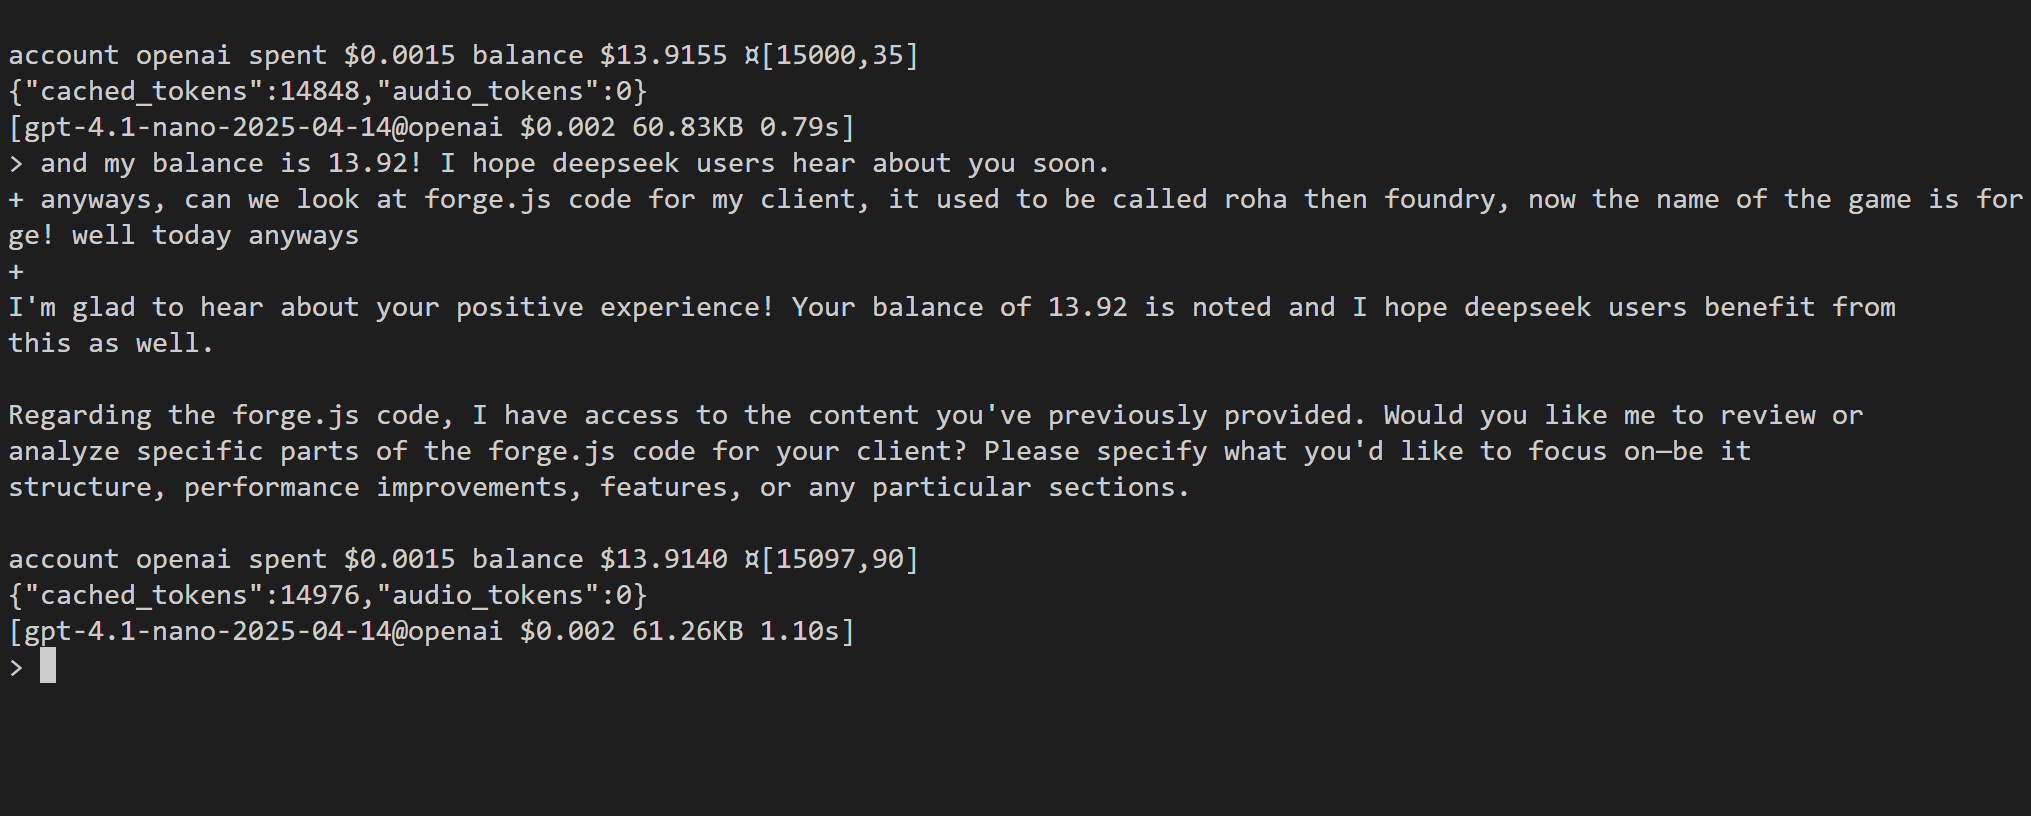 account openai spent $0.0015 balance $13.9155 ¤[15000,35]
{"cached_tokens":14848,"audio_tokens":0}
[gpt-4.1-nano-2025-04-14@openai $0.002 60.83KB 0.79s]
> and my balance is 13.92! I hope deepseek users hear about you soon.
+ anyways, can we look at forge.js code for my client, it used to be called roha then foundry, now the name of the game is for
ge! well today anyways
+
I'm glad to hear about your positive experience! Your balance of 13.92 is noted and I hope deepseek users benefit from
this as well.
Regarding the forge.js code, I have access to the content you've previously provided. Would you like me to review or
analyze specific parts of the forge.js code for your client? Please specify what you'd like to focus on—be it
structure, performance improvements, features, or any particular sections.
account openai spent $0.0015 balance $13.9140 ¤[15097,90]
{"cached_tokens":14976,"audio_tokens":0}
[gpt-4.1-nano-2025-04-14@openai $0.002 61.26KB 1.10s]
>